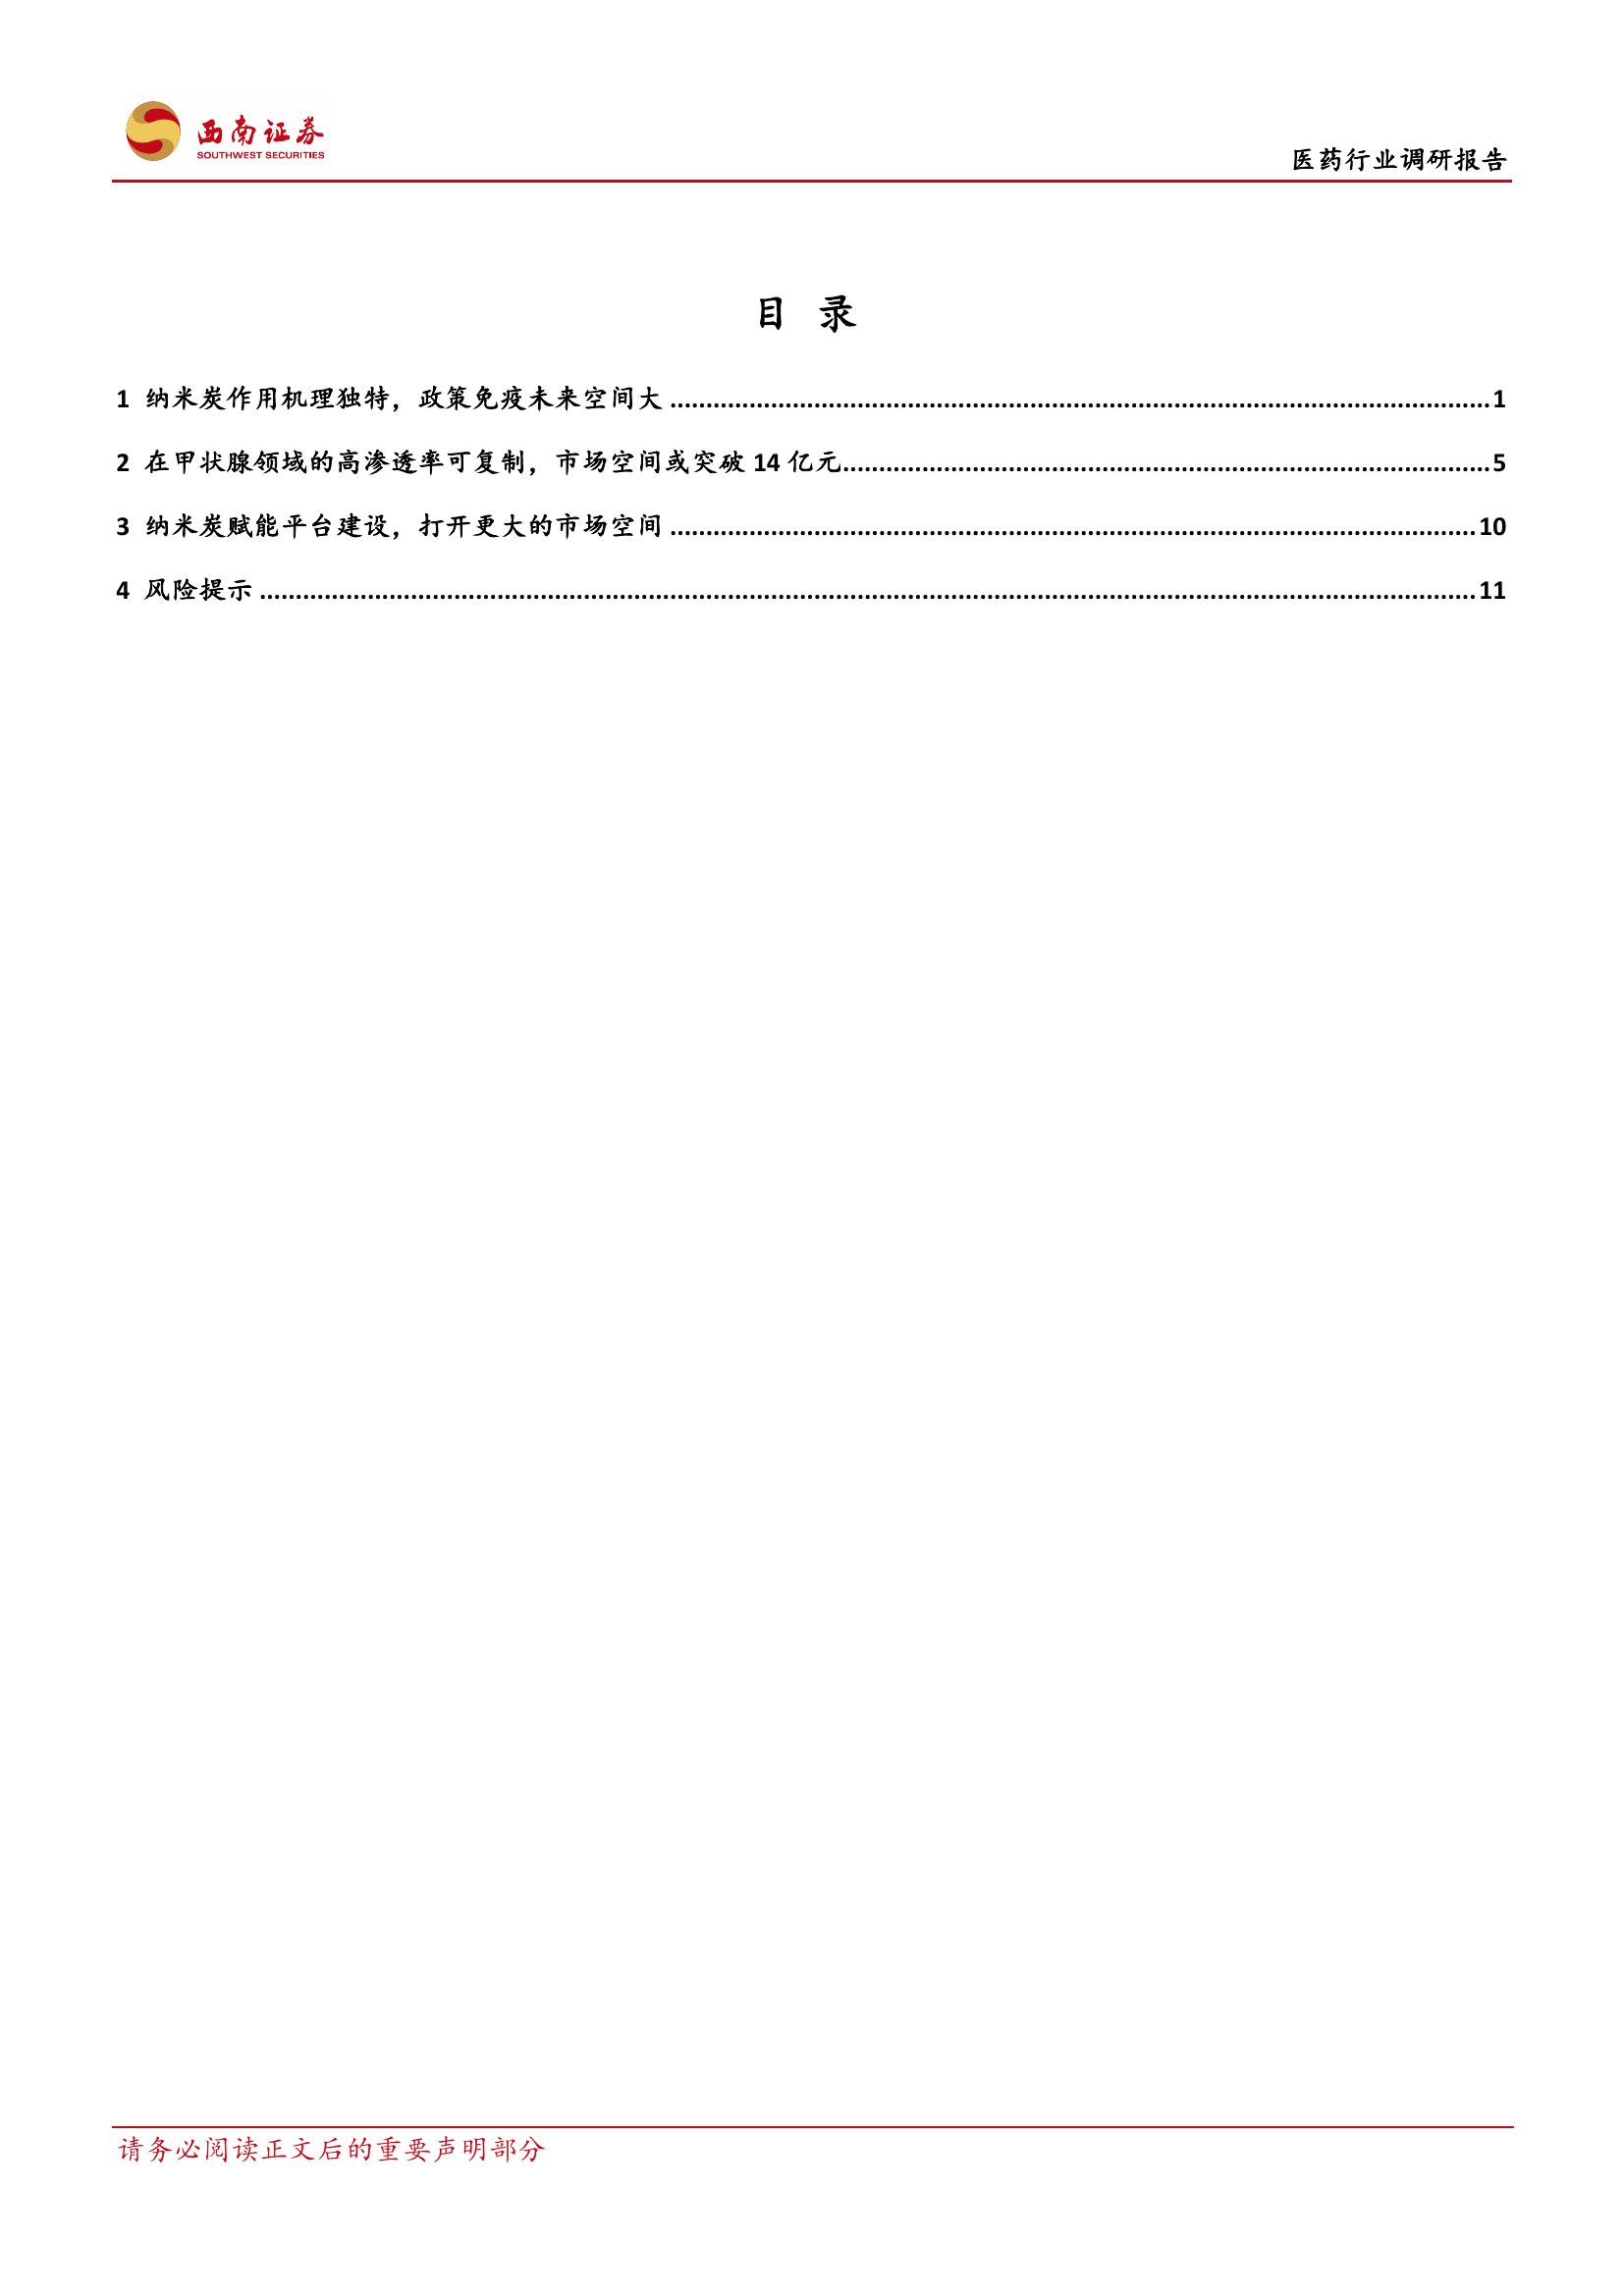 西南证券
SOUTHWEST SECURITIES
医药行业调研报告
目 录
1 纳米炭作用机理独特，政策免疫未来空间大 ........................................ 1
2 在甲状腺领域的高渗透率可复制，市场空间或突破 14 亿元........................................ 5
3 纳米炭赋能平台建设，打开更大的市场空间 ........................................ 10
4 风险提示 ........................................ 11
请务必阅读正文后的重要声明部分